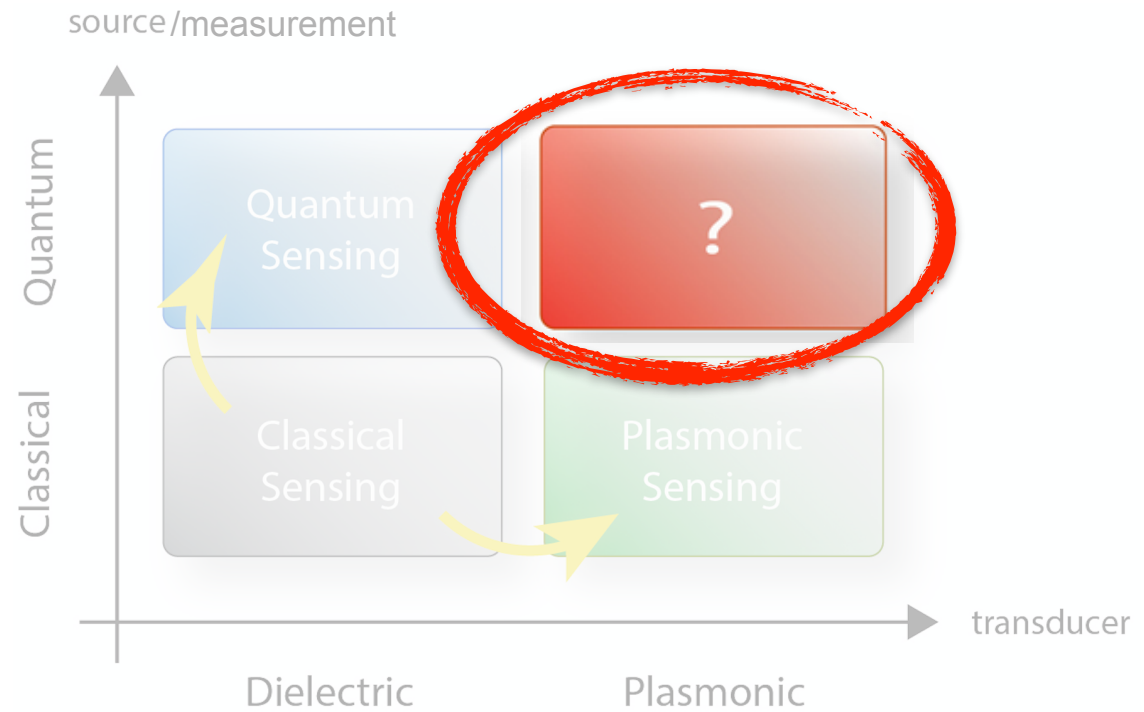 source/measurement
Quantum
Quantum
Sensing
?
Classical
Classical
Sensing
Plasmonic
Sensing
transducer
Dielectric
Plasmonic